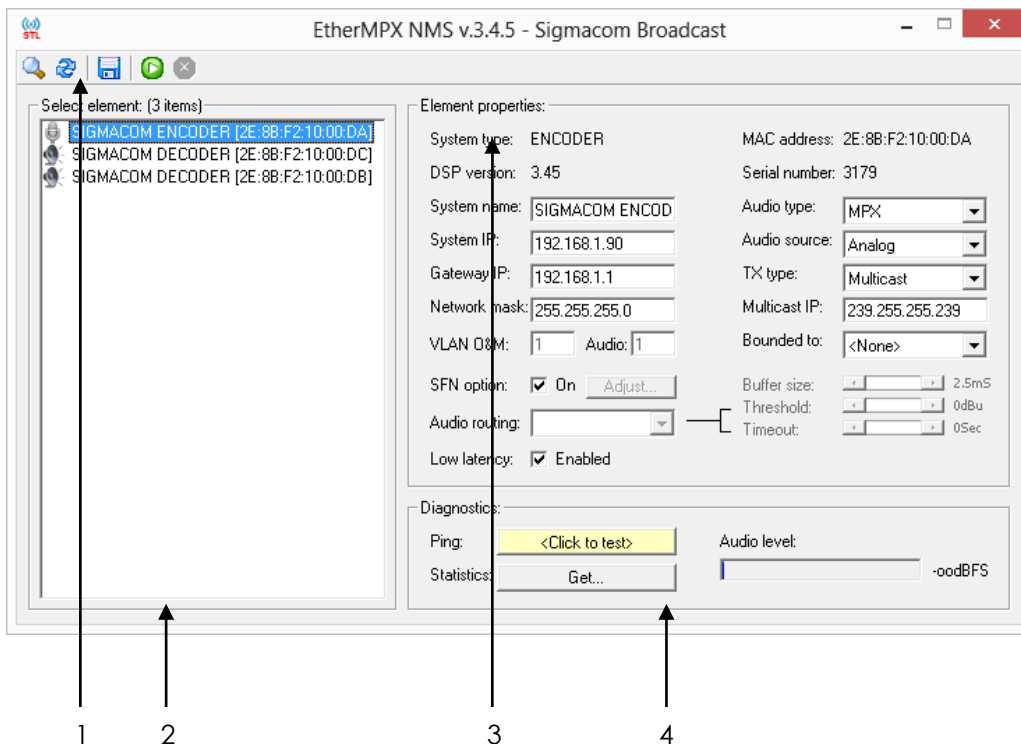 STL
EtherMPX NMS v.3.4.5 - Sigmacom Broadcast
Select element: (3 items)
SIGMACOM ENCODER [2E:8B:F2:10:00:DA]
SIGMACOM DECODER [2E:8B:F2:10:00:DC]
SIGMACOM DECODER [2E:8B:F2:10:00:DB]
Element properties:
System type: ENCODER
MAC address: 2E:8B:F2:10:00:DA
DSP version: 3.45
Serial number: 3179
System name: SIGMACOM ENCOD
Audio type: MPX
System IP: 192.168.1.90
Audio source: Analog
Gateway IP: 192.168.1.1
TX type: Multicast
Network mask: 255.255.255.0
Multicast IP: 239.255.255.239
VLAN O&M: 1 Audio: 1
Bounded to: <None>
SFN option: On Adjust...
Buffer size: 2.5mS
Threshold: 0dBu
Audio routing:
Timeout: 0Sec
Low latency: Enabled
Diagnostics:
Ping: <Click to test>
Audio level:
Statistics: Get...
-oodBFS
1 2 3 4